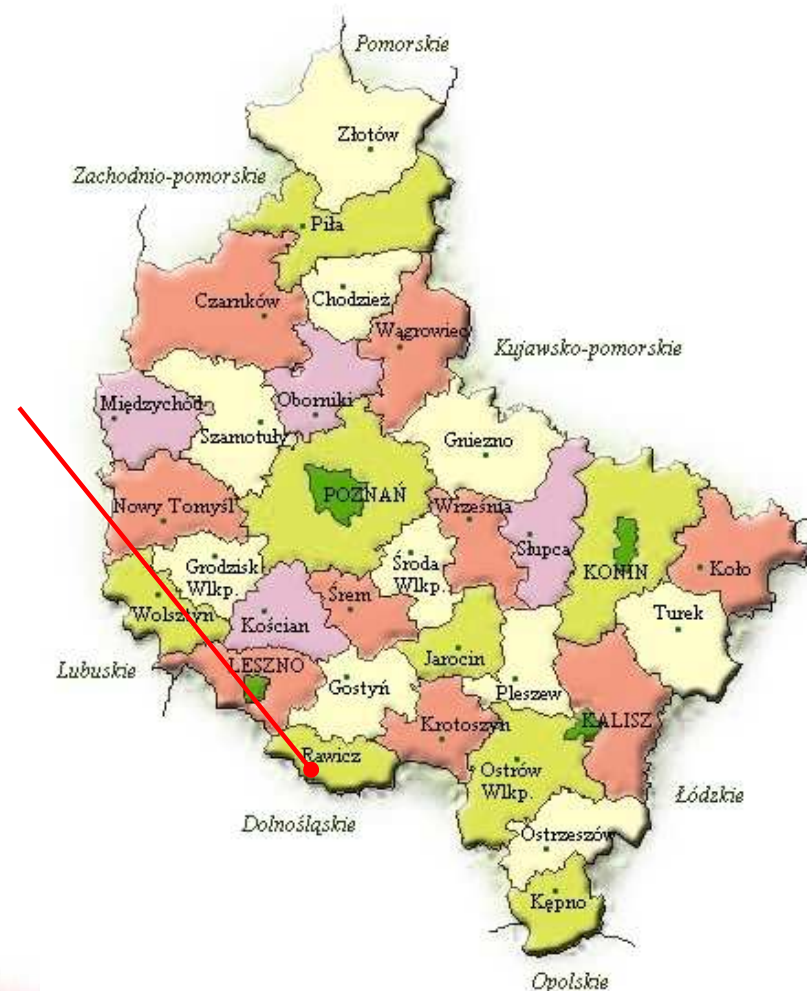 Pomorskie
Złotów
Zachodnio-pomorskie
Piła
Czarnków
Chodzież
Wągrowiec
Kujawsko-pomorskie
Międzychód
Oborniki
Szamotuły
Gniezno
Nowy Tomyśl
POZNAŃ
Września
Słupca
KONIN
Koło
Grodzisk
Wlkp.
Środa
Wlkp.
Wolsztyn
Śrem
Kościan
Turek
Lubuskie
LESZNO
Gostyń
Jarocin
Pleszew
Krotoszyn
KALISZ
Rawicz
Ostrów
Wlkp.
Łódzkie
Dolnośląskie
Ostrzeszów
Kępno
Opolskie